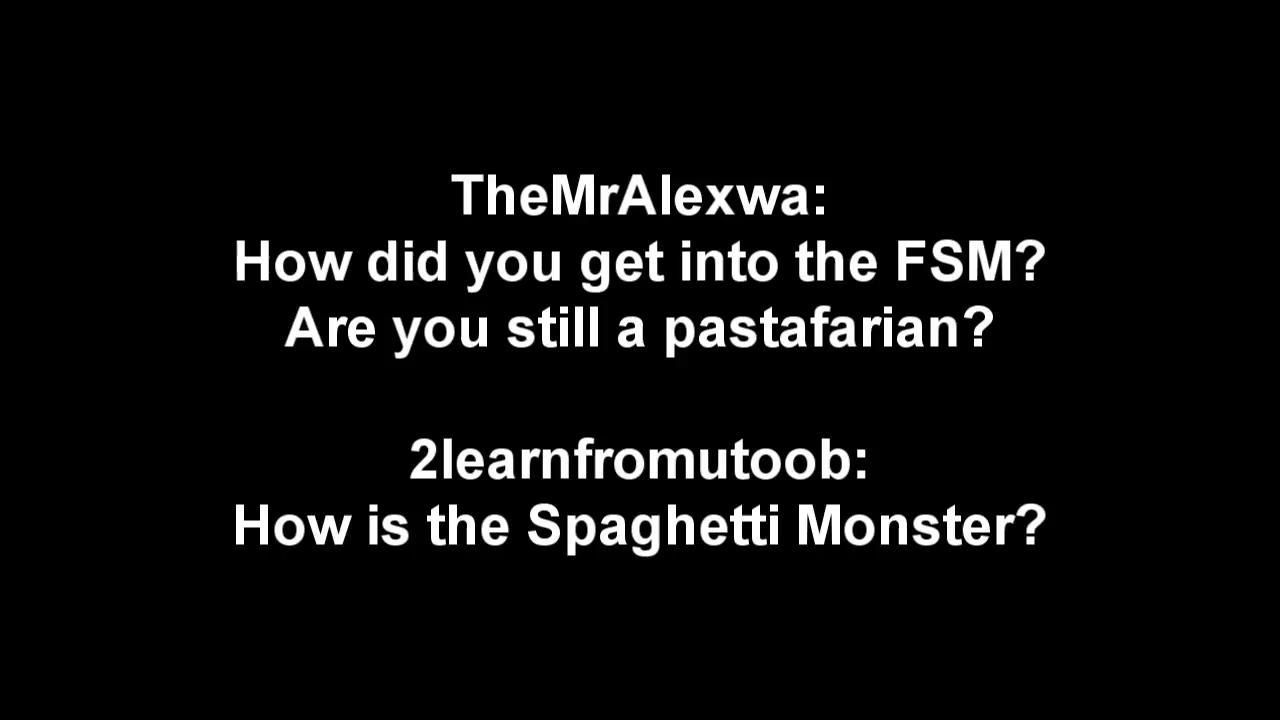 TheMrAlexwa:
How did you get into the FSM?
Are you still a pastafarian?
2learnfromutoob:
How is the Spaghetti Monster?